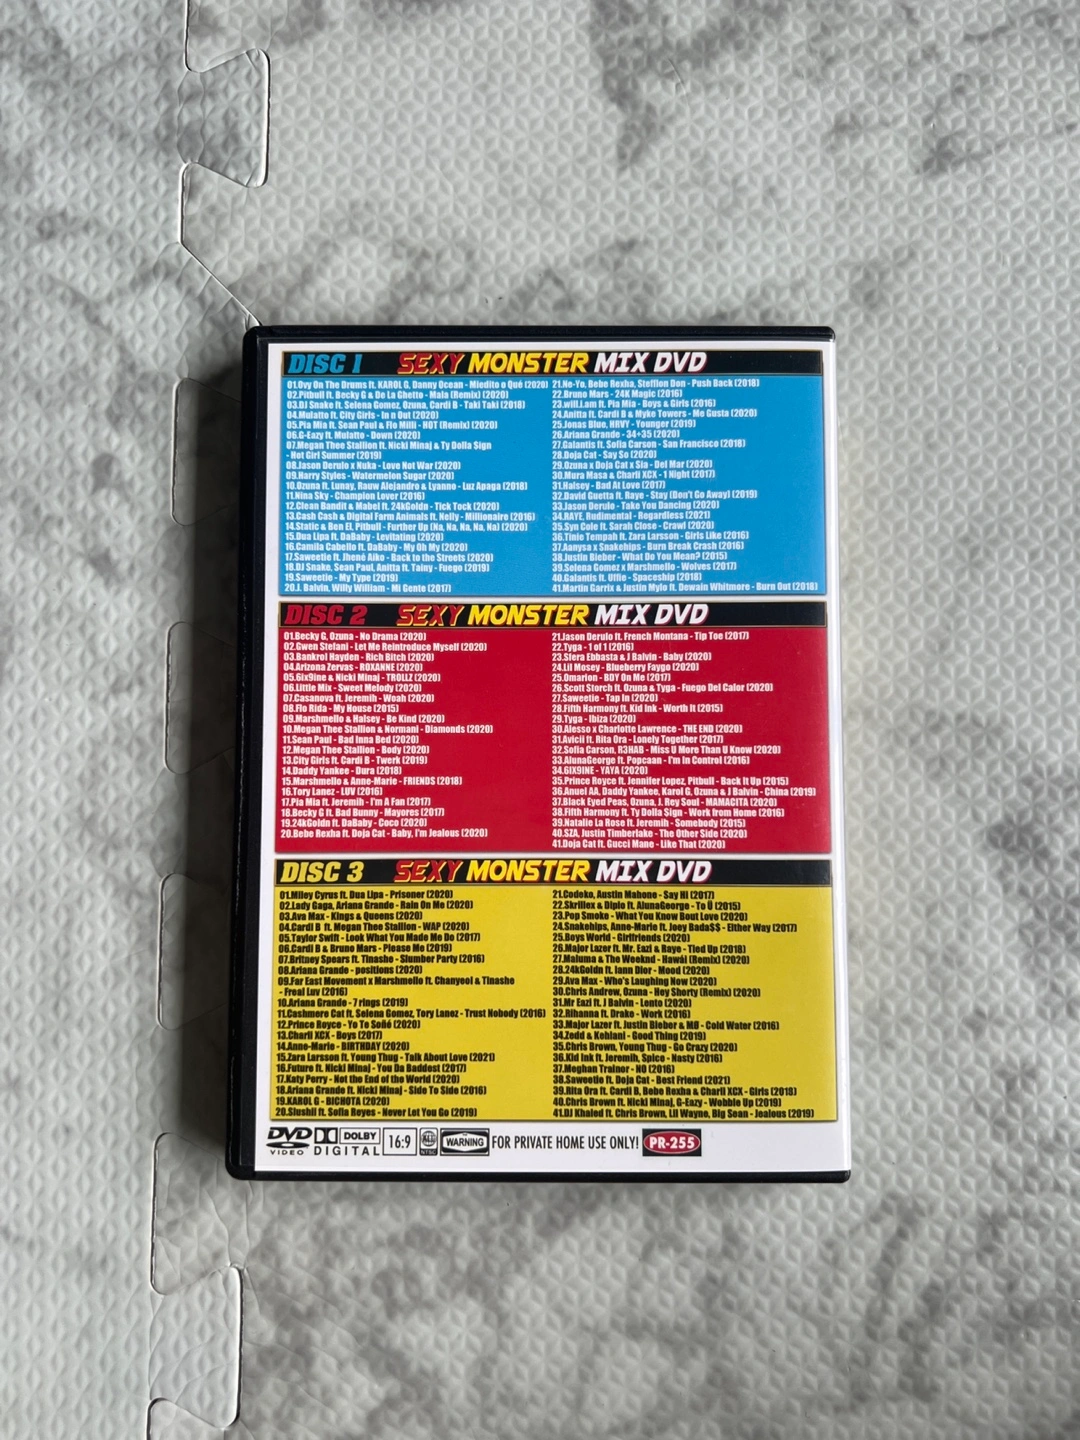 DISC 1 SEXY MONSTER MIX DVD
01.Ovy On The Drums ft. KAROL G, Danny Ocean - Miedito o Qué (2020)
02.Pitbull ft. Becky G & De La Ghetto - Mala (Remix) (2020)
03.DJ Snake ft. Selena Gomez, Ozuna, Cardi B - Taki Taki (2018)
04.Mulatto ft. City Girls - In n Out (2020)
05.Pia Mia ft. Sean Paul & Flo Milli - HOT (Remix) (2020)
06.G-Eazy ft. Mulatto - Down (2020)
07.Megan Thee Stallion ft. Nicki Minaj & Ty Dolla $ign
- Hot Girl Summer (2019)
08.Jason Derulo x Nuka - Love Not War (2020)
09.Harry Styles - Watermelon Sugar (2020)
10.Ozuna ft. Lunay, Rauw Alejandro & Lyanno - Luz Apaga (2018)
11.Nina Sky - Champion Lover (2016)
12.Clean Bandit & Mabel ft. 24kGoldn - Tick Tock (2020)
13.Cash Cash & Digital Farm Animals ft. Nelly - Millionaire (2016)
14.Static & Ben El, Pitbull - Further Up (Na, Na, Na, Na, Na) (2020)
15.Dua Lipa ft. DaBaby - Levitating (2020)
16.Camila Cabello ft. DaBaby - My Oh My (2020)
17.Saweetie ft. Jhené Aiko - Back to the Streets (2020)
18.DJ Snake, Sean Paul, Anitta ft. Tainy - Fuego (2019)
19.Saweetie - My Type (2019)
20.J. Balvin, Willy William - Mi Gente (2017)
21.Ne-Yo, Bebe Rexha, Stefflon Don - Push Back (2018)
22.Bruno Mars - 24K Magic (2016)
23.will.i.am ft. Pia Mia - Boys & Girls (2016)
24.Anitta ft. Cardi B & Myke Towers - Me Gusta (2020)
25.Jonas Blue, HRVY - Younger (2019)
26.Ariana Grande - 34+35 (2020)
27.Galantis ft. Sofia Carson - San Francisco (2018)
28.Doja Cat - Say So (2020)
29.Ozuna x Doja Cat x Sia - Del Mar (2020)
30.Mura Masa & Charli XCX - 1 Night (2017)
31.Halsey - Bad At Love (2017)
32.David Guetta ft. Raye - Stay (Don't Go Away) (2019)
33.Jason Derulo - Take You Dancing (2020)
34.RAYE, Rudimental - Regardless (2021)
35.Syn Cole ft. Sarah Close - Crawl (2020)
36.Tinie Tempah ft. Zara Larsson - Girls Like (2016)
37.Aanysa x Snakehips - Burn Break Crash (2016)
38.Justin Bieber - What Do You Mean? (2015)
39.Selena Gomez x Marshmello - Wolves (2017)
40.Galantis ft. Uffie - Spaceship (2018)
41.Martin Garrix & Justin Mylo ft. Dewain Whitmore - Burn Out (2018)
DISC 2 SEXY MONSTER MIX DVD
01.Becky G, Ozuna - No Drama (2020)
02.Gwen Stefani - Let Me Reintroduce Myself (2020)
03.Bankrol Hayden - Rich Bitch (2020)
04.Arizona Zervas - ROXANNE (2020)
05.6ix9ine & Nicki Minaj - TROLLZ (2020)
06.Little Mix - Sweet Melody (2020)
07.Casanova ft. Jeremih - Woah (2020)
08.Flo Rida - My House (2015)
09.Marshmello & Halsey - Be Kind (2020)
10.Megan Thee Stallion & Normani - Diamonds (2020)
11.Sean Paul - Bad Inna Bed (2020)
12.Megan Thee Stallion - Body (2020)
13.City Girls ft. Cardi B - Twerk (2019)
14.Daddy Yankee - Dura (2018)
15.Marshmello & Anne-Marie - FRIENDS (2018)
16.Tory Lanez - LUV (2016)
17.Pia Mia ft. Jeremih - I'm A Fan (2017)
18.Becky G ft. Bad Bunny - Mayores (2017)
19.24kGoldn ft. DaBaby - Coco (2020)
20.Bebe Rexha ft. Doja Cat - Baby, I'm Jealous (2020)
21.Jason Derulo ft. French Montana - Tip Toe (2017)
22.Tyga - 1 of 1 (2016)
23.Sfera Ebbasta & J Balvin - Baby (2020)
24.Lil Mosey - Blueberry Faygo (2020)
25.Omarion - BDY On Me (2017)
26.Scott Storch ft. Ozuna & Tyga - Fuego Del Calor (2020)
27.Saweetie - Tap In (2020)
28.Fifth Harmony ft. Kid Ink - Worth It (2015)
29.Tyga - Ibiza (2020)
30.Alesso x Charlotte Lawrence - THE END (2020)
31.Avicii ft. Rita Ora - Lonely Together (2017)
32.Sofia Carson, R3HAB - Miss U More Than U Know (2020)
33.AlunaGeorge ft. Popcaan - I'm In Control (2016)
34.6IX9INE - YAYA (2020)
35.Prince Royce ft. Jennifer Lopez, Pitbull - Back It Up (2015)
36.Anuel AA, Daddy Yankee, Karol G, Ozuna & J Balvin - China (2019)
37.Black Eyed Peas, Ozuna, J. Rey Soul - MAMACITA (2020)
38.Fifth Harmony ft. Ty Dolla $ign - Work from Home (2016)
39.Natalie La Rose ft. Jeremih - Somebody (2015)
40.SZA, Justin Timberlake - The Other Side (2020)
41.Doja Cat ft. Gucci Mane - Like That (2020)
DISC 3 SEXY MONSTER MIX DVD
01.Miley Cyrus ft. Dua Lipa - Prisoner (2020)
02.Lady Gaga, Ariana Grande - Rain On Me (2020)
03.Ava Max - Kings & Queens (2020)
04.Cardi B ft. Megan Thee Stallion - WAP (2020)
05.Taylor Swift - Look What You Made Me Do (2017)
06.Cardi B & Bruno Mars - Please Me (2019)
07.Britney Spears ft. Tinashe - Slumber Party (2016)
08.Ariana Grande - positions (2020)
09.Far East Movement x Marshmello ft. Chanyeol & Tinashe
- Freal Luv (2016)
10.Ariana Grande - 7 rings (2019)
11.Cashmere Cat ft. Selena Gomez, Tory Lanez - Trust Nobody (2016)
12.Prince Royce - Yo Te Soñé (2020)
13.Charli XCX - Boys (2017)
14.Anne-Marie - BIRTHDAY (2020)
15.Zara Larsson ft. Young Thug - Talk About Love (2021)
16.Future ft. Nicki Minaj - You Da Baddest (2017)
17.Katy Perry - Not the End of the World (2020)
18.Ariana Grande ft. Nicki Minaj - Side To Side (2016)
19.KAROL G - BICHOTA (2020)
20.Slushii ft. Sofia Reyes - Never Let You Go (2019)
21.Codeko, Austin Mahone - Say Hi (2017)
22.Skrillex & Diplo ft. AlunaGeorge - To Ü (2015)
23.Pop Smoke - What You Know Bout Love (2020)
24.Snakehips, Anne-Marie ft. Joey Bada$$ - Either Way (2017)
25.Boys World - Girlfriends (2020)
26.Major Lazer ft. Mr. Eazi & Raye - Tied Up (2018)
27.Maluma & The Weeknd - Hawái (Remix) (2020)
28.24kGoldn ft. Iann Dior - Mood (2020)
29.Ava Max - Who's Laughing Now (2020)
30.Chris Andrew, Ozuna - Hey Shorty (Remix) (2020)
31.Mr Eazi ft. J Balvin - Lento (2020)
32.Rihanna ft. Drake - Work (2016)
33.Major Lazer ft. Justin Bieber & MØ - Cold Water (2016)
34.Zedd & Kehlani - Good Thing (2019)
35.Chris Brown, Young Thug - Go Crazy (2020)
36.Kid Ink ft. Jeremih, Spice - Nasty (2016)
37.Meghan Trainor - NO (2016)
38.Saweetie ft. Doja Cat - Best Friend (2021)
39.Rita Ora ft. Cardi B, Bebe Rexha & Charli XCX - Girls (2018)
40.Chris Brown ft. Nicki Minaj, G-Eazy - Wobble Up (2019)
41.DJ Khaled ft. Chris Brown, Lil Wayne, Big Sean - Jealous (2019)
DVD VIDEO DOLBY DIGITAL 16:9 ALL NTSC WARNING FOR PRIVATE HOME USE ONLY! PR-255